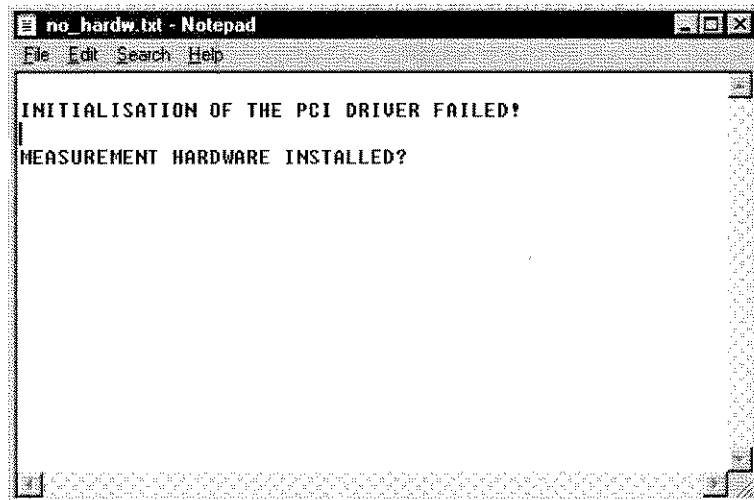 no_hardw.txt - Notepad
File Edit Search Help
INITIALISATION OF THE PCI DRIVER FAILED!
MEASUREMENT HARDWARE INSTALLED?